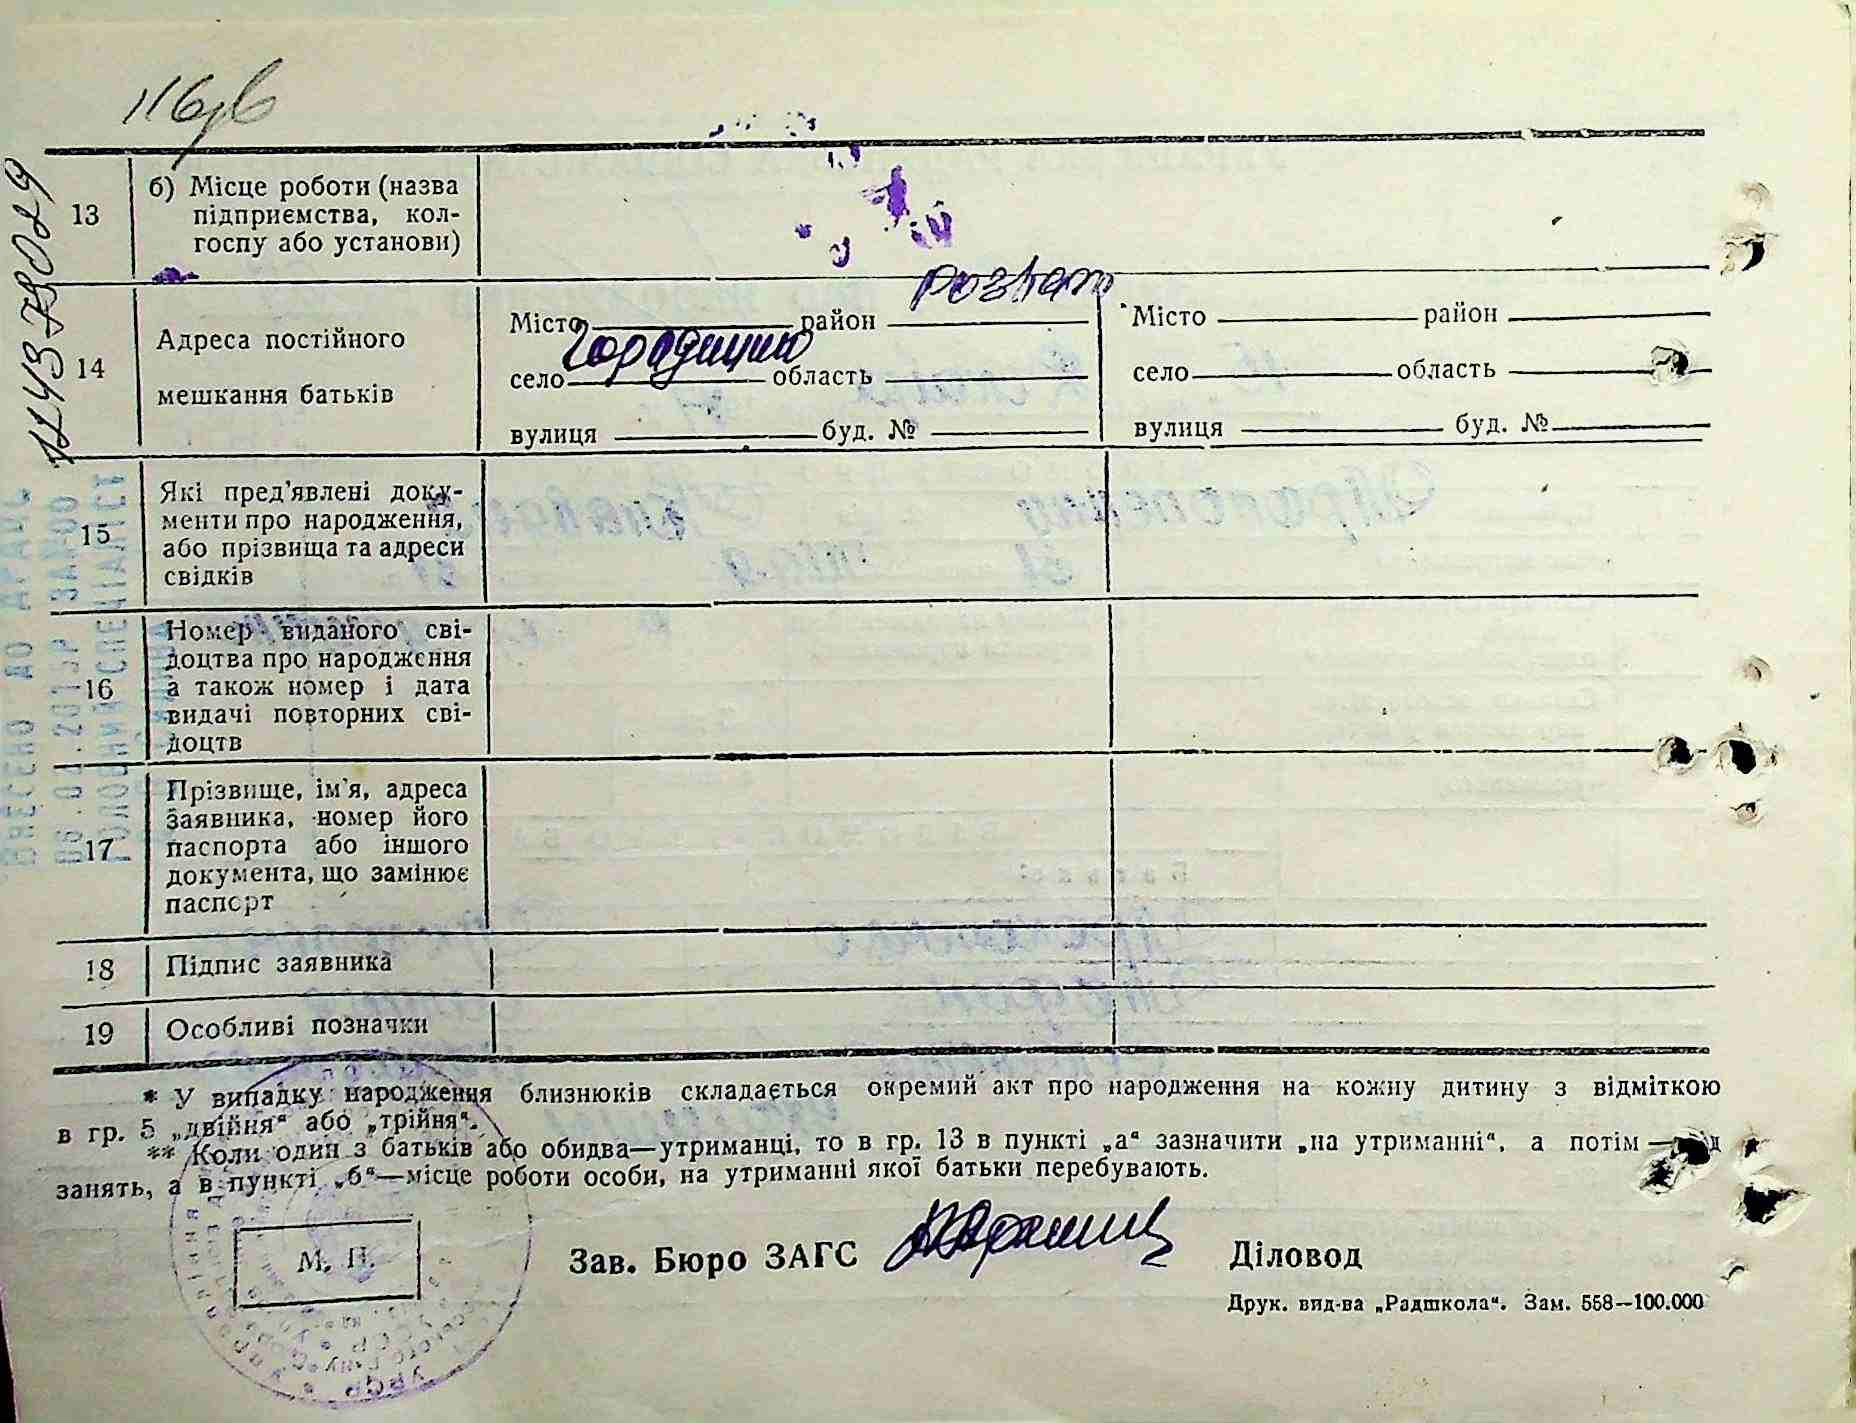 13
б) Місце роботи (назва
підприємства, кол-
госпу або установи)
14
Адреса постійного
мешкання батьків
Місто район
Городище
село область
вулиця буд. №
Місто район
село область
вулиця буд. №
15
Які пред'явлені доку-
менти про народження,
або прізвища та адреси
свідків
16
Номер виданого сві-
доцтва про народження
а також номер і дата
видачі повторних сві-
доцтв
17
Прізвище, ім'я, адреса
заявника, номер його
паспорта або іншого
документа, що замінює
паспорт
18
Підпис заявника
19
Особливі позначки
* У випадку народження близнюків складається окремий акт про народження на кожну дитину з відміткою
в гр. 5 „двійня“ або „трійня“.
** Коли один з батьків або обидва—утриманці, то в гр. 13 в пункті „а“ зазначити „на утриманні“, а потім —
занять, а в пункті „б“—місце роботи особи, на утриманні якої батьки перебувають.
М. П.
Зав. Бюро ЗАГС
Діловод
Друк. вид-ва „Радшкола“. Зам. 558—100.000